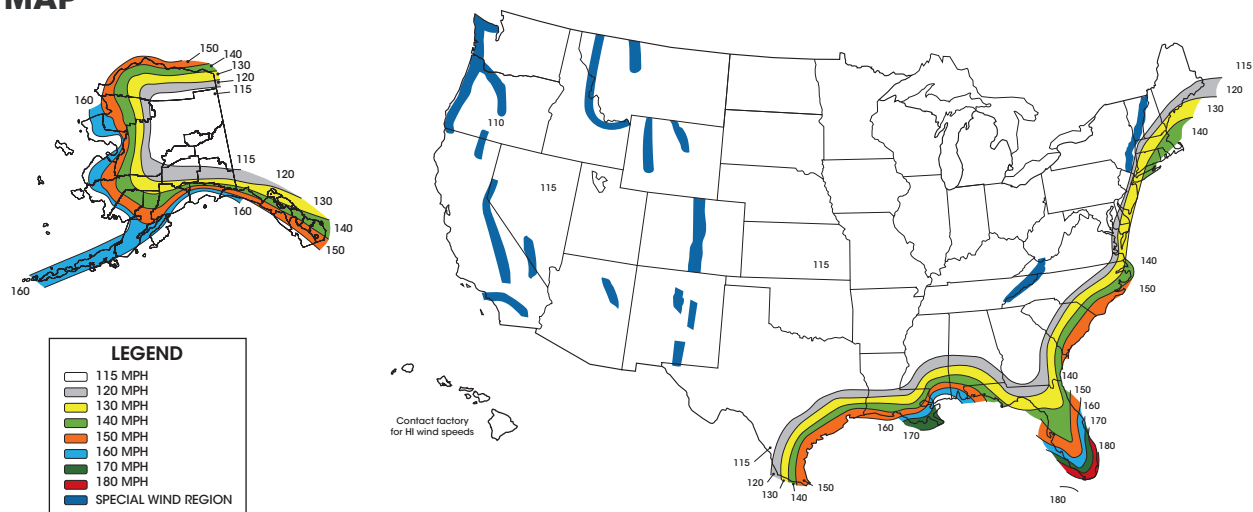 MAP
150
140
130
120
115
160
115
120
130
140
150
160
160
LEGEND
115 MPH
120 MPH
130 MPH
140 MPH
150 MPH
160 MPH
170 MPH
180 MPH
SPECIAL WIND REGION
Contact factory
for HI wind speeds
110
115
115
115
120
130
140
140
150
140
150
160
170
180
180
160
170
115
120
130
140
150